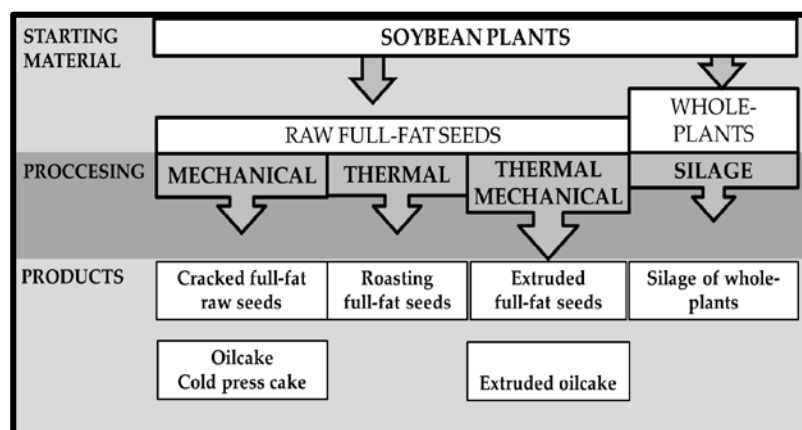 STARTING
MATERIAL
SOYBEAN PLANTS
RAW FULL-FAT SEEDS
WHOLE-
PLANTS
PROCCESING
MECHANICAL
THERMAL
THERMAL
MECHANICAL
SILAGE
PRODUCTS
Cracked full-fat
raw seeds
Roasting
full-fat seeds
Extruded
full-fat seeds
Silage of whole-
plants
Oilcake
Cold press cake
Extruded oilcake